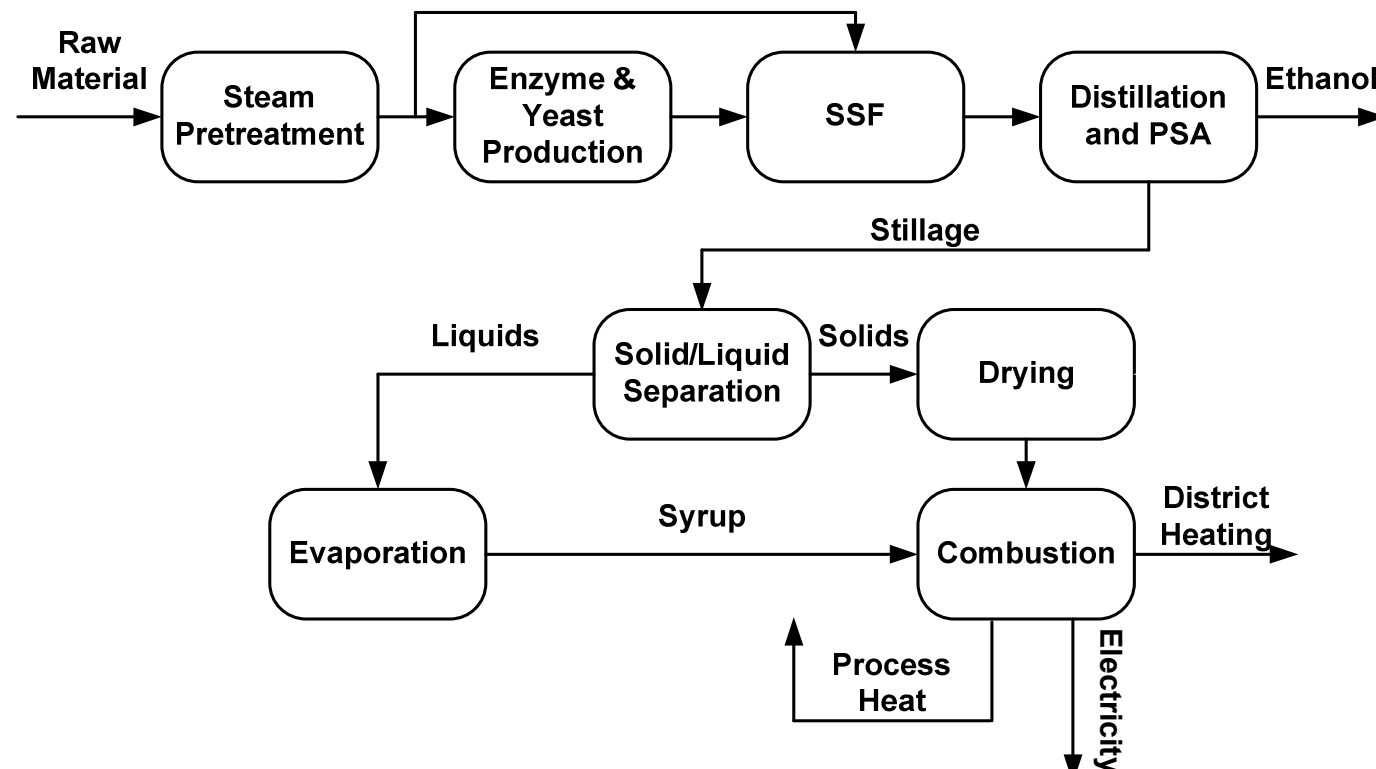 Raw
Material
Steam
Pretreatment
Enzyme &
Yeast
Production
SSF
Distillation
and PSA
Ethanol
Stillage
Liquids
Solid/Liquid
Separation
Solids
Drying
Evaporation
Syrup
Combustion
District
Heating
Process
Heat
Electricity